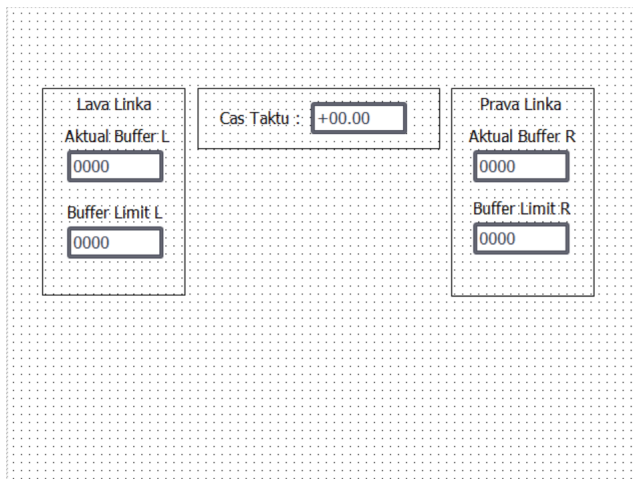 Lava Linka
Aktual Buffer L
0000
Buffer Limit L
0000
Cas Taktu : +00.00
Prava Linka
Aktual Buffer R
0000
Buffer Limit R
0000